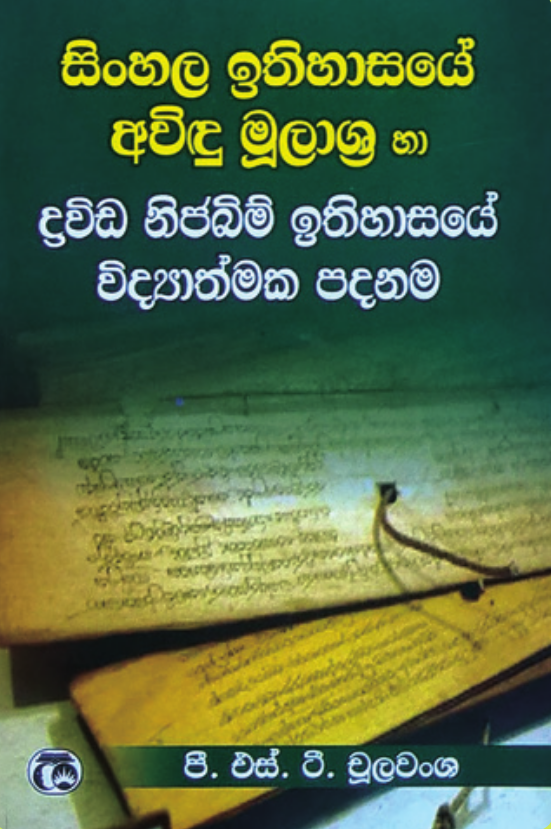 සිංහල ඉතිහාසයේ
අවිඳු මූලාශ්‍ර හා
ද්‍රවිඩ නිජබිම් ඉතිහාසයේ
විද්‍යාත්මක පදනම
පී. එස්. ටී. චූලවංශ